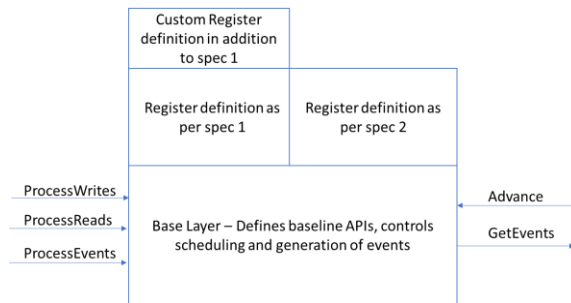 Custom Register
definition in addition
to spec 1
Register definition as
per spec 1
Register definition as
per spec 2
ProcessWrites
ProcessReads
ProcessEvents
Base Layer – Defines baseline APIs, controls
scheduling and generation of events
Advance
GetEvents